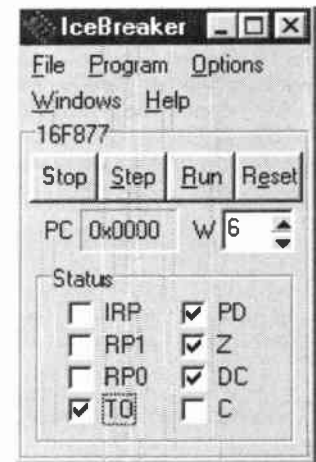 IceBreaker
File Program Options
Windows Help
16F877
Stop Step Run Reset
PC 0x0000 W 6
Status
IRP PD
RP1 Z
RP0 DC
TO C